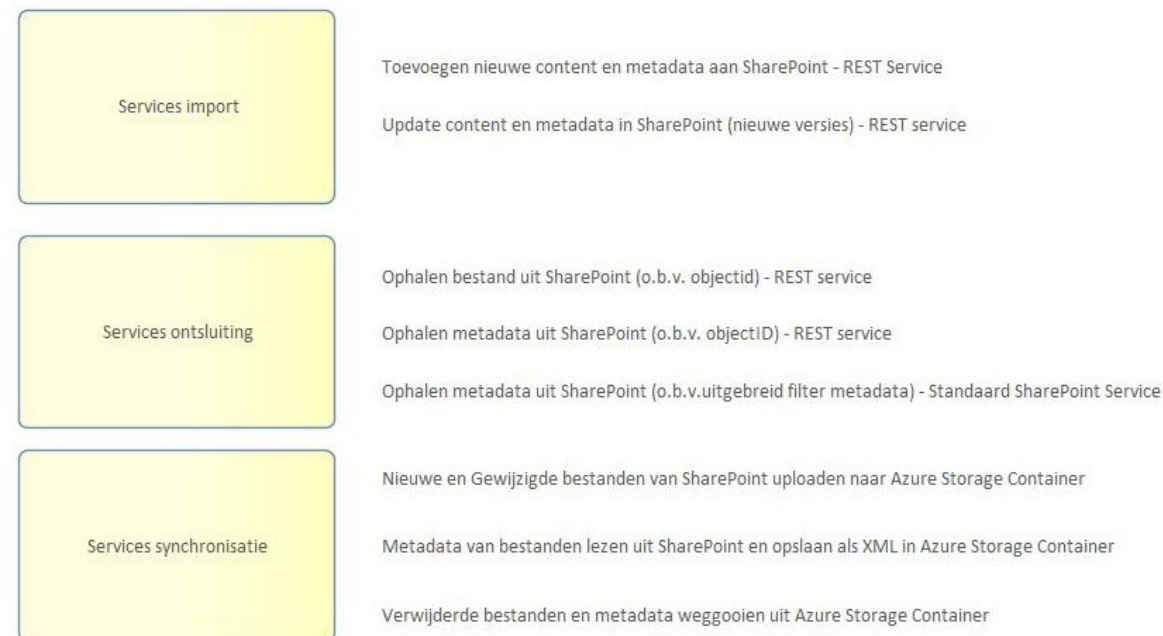 Services import
Toevoegen nieuwe content en metadata aan SharePoint - REST Service
Update content en metadata in SharePoint (nieuwe versies) - REST service
Services ontsluiting
Ophalen bestand uit SharePoint (o.b.v. objectid) - REST service
Ophalen metadata uit SharePoint (o.b.v. objectID) - REST service
Ophalen metadata uit SharePoint (o.b.v.uitgebreid filter metadata) - Standaard SharePoint Service
Services synchronisatie
Nieuwe en Gewijzigde bestanden van SharePoint uploaden naar Azure Storage Container
Metadata van bestanden lezen uit SharePoint en opslaan als XML in Azure Storage Container
Verwijderde bestanden en metadata weggooien uit Azure Storage Container